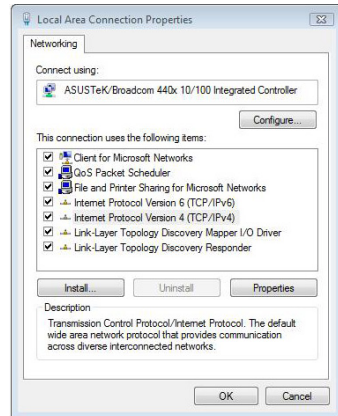 Local Area Connection Properties
Networking
Connect using:
ASUSTeK/Broadcom 440x 10/100 Integrated Controller
Configure...
This connection uses the following items:
Client for Microsoft Networks
QoS Packet Scheduler
File and Printer Sharing for Microsoft Networks
Internet Protocol Version 6 (TCP/IPv6)
Internet Protocol Version 4 (TCP/IPv4)
Link-Layer Topology Discovery Mapper I/O Driver
Link-Layer Topology Discovery Responder
Install...
Uninstall
Properties
Description
Transmission Control Protocol/Internet Protocol. The default
wide area network protocol that provides communication
across diverse interconnected networks.
OK
Cancel